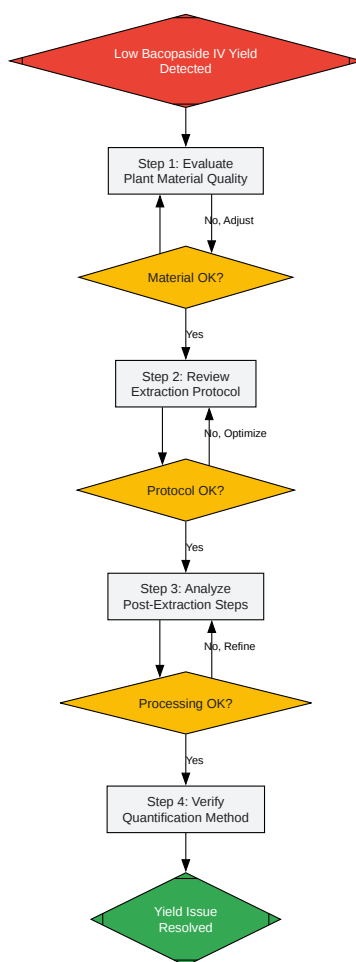 Low Bacopaside IV Yield
Detected
Step 1: Evaluate
Plant Material Quality
No, Adjust
Material OK?
Yes
Step 2: Review
Extraction Protocol
No, Optimize
Protocol OK?
Yes
Step 3: Analyze
Post-Extraction Steps
No, Refine
Processing OK?
Yes
Step 4: Verify
Quantification Method
Yield Issue
Resolved